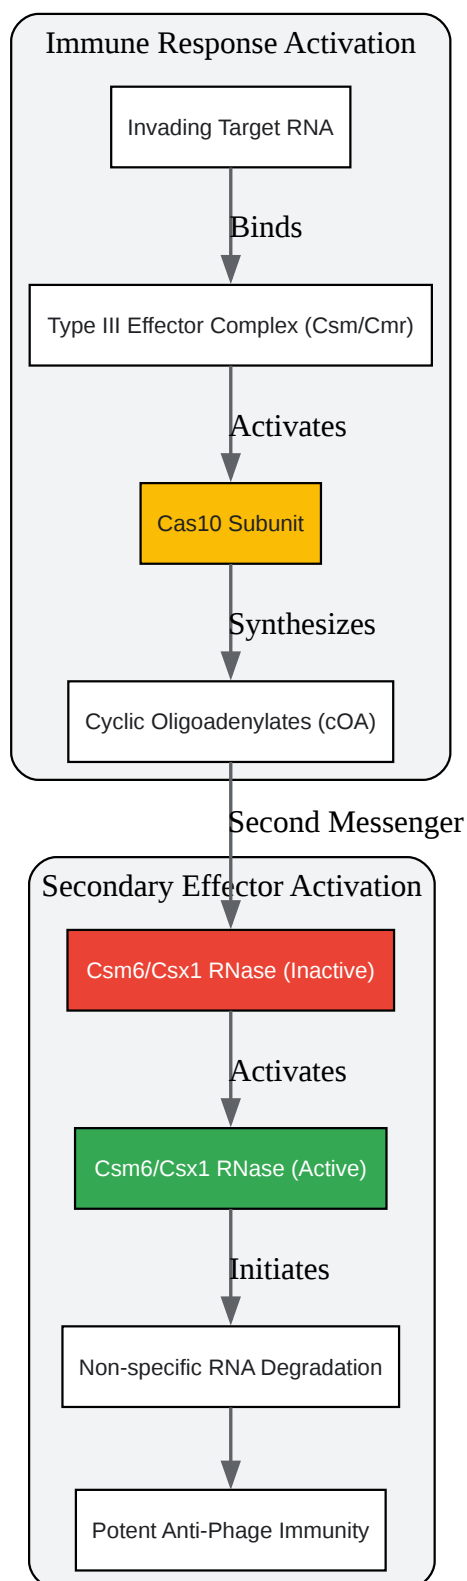 Immune Response Activation
Invading Target RNA
Binds
Type III Effector Complex (Csm/Cmr)
Activates
Cas10 Subunit
Synthesizes
Cyclic Oligoadenylates (cOA)
Second Messenger
Secondary Effector Activation
Csm6/Csx1 RNase (Inactive)
Activates
Csm6/Csx1 RNase (Active)
Initiates
Non-specific RNA Degradation
Potent Anti-Phage Immunity